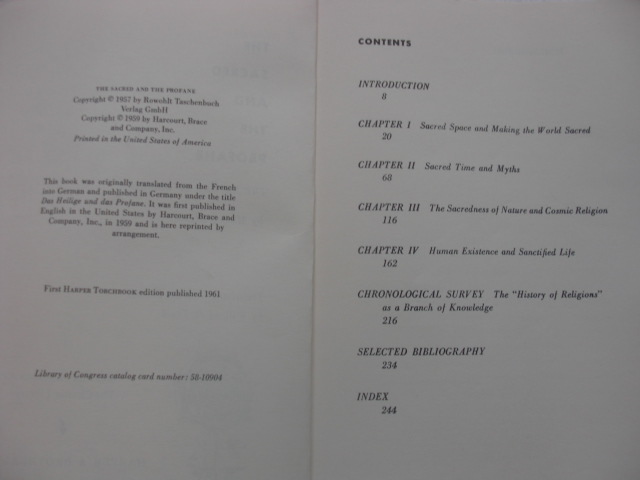 THE SACRED AND THE PROFANE
Copyright © 1957 by Rowohlt Taschenbuch
Verlag GmbH
Copyright © 1959 by Harcourt, Brace
and Company, Inc.
Printed in the United States of America
This book was originally translated from the French
into German and published in Germany under the title
Das Heilige und das Profane. It was first published in
English in the United States by Harcourt, Brace and
Company, Inc., in 1959 and is here reprinted by
arrangement.
First HARPER TORCHBOOK edition published 1961
Library of Congress catalog card number: 58-10904
CONTENTS
INTRODUCTION
8
CHAPTER I Sacred Space and Making the World Sacred
20
CHAPTER II Sacred Time and Myths
68
CHAPTER III The Sacredness of Nature and Cosmic Religion
116
CHAPTER IV Human Existence and Sanctified Life
162
CHRONOLOGICAL SURVEY The "History of Religions"
as a Branch of Knowledge
216
SELECTED BIBLIOGRAPHY
234
INDEX
244